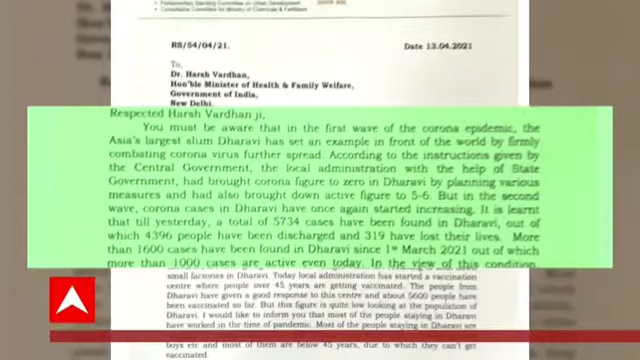 Parliamentary Standing Committee on Urban Development
Consultative Committee for Ministry of Chemicals & Fertilizers
RS/54/04/21.
Date 13.04.2021
To,
Dr. Harsh Vardhan,
Hon'ble Minister of Health & Family Welfare,
Government of India,
New Delhi.
Respected Harsh Vardhan ji,
You must be aware that in the first wave of the corona epidemic, the
Asia's largest slum Dharavi has set an example in front of the world by firmly
combating corona virus further spread. According to the instructions given by
the Central Government, the local administration with the help of State
Government, had brought corona figure to zero in Dharavi by planning various
measures and had also brought down active figure to 5-6. But in the second
wave, corona cases in Dharavi have once again started increasing. It is learnt
that till yesterday, a total of 5734 cases have been found in Dharavi, out of
which 4396 people have been discharged and 319 have lost their lives. More
than 1600 cases have been found in Dharavi since 1st March 2021 out of which
more than 1000 cases are active even today. In the view of this condition
small factories in Dharavi. Today local administration has started a vaccination
centre where people over 45 years are getting vaccinated. The people from
Dharavi have given a good response to this centre and about 5600 people have
been vaccinated so far. But this figure is quite low looking at the population of
Dharavi. I would like to inform you that most of the people staying in Dharavi
have worked in the time of pandemic. Most of the people staying in Dharavi are
boys etc and most of them are below 45 years, due to which they can't get
vaccinated.